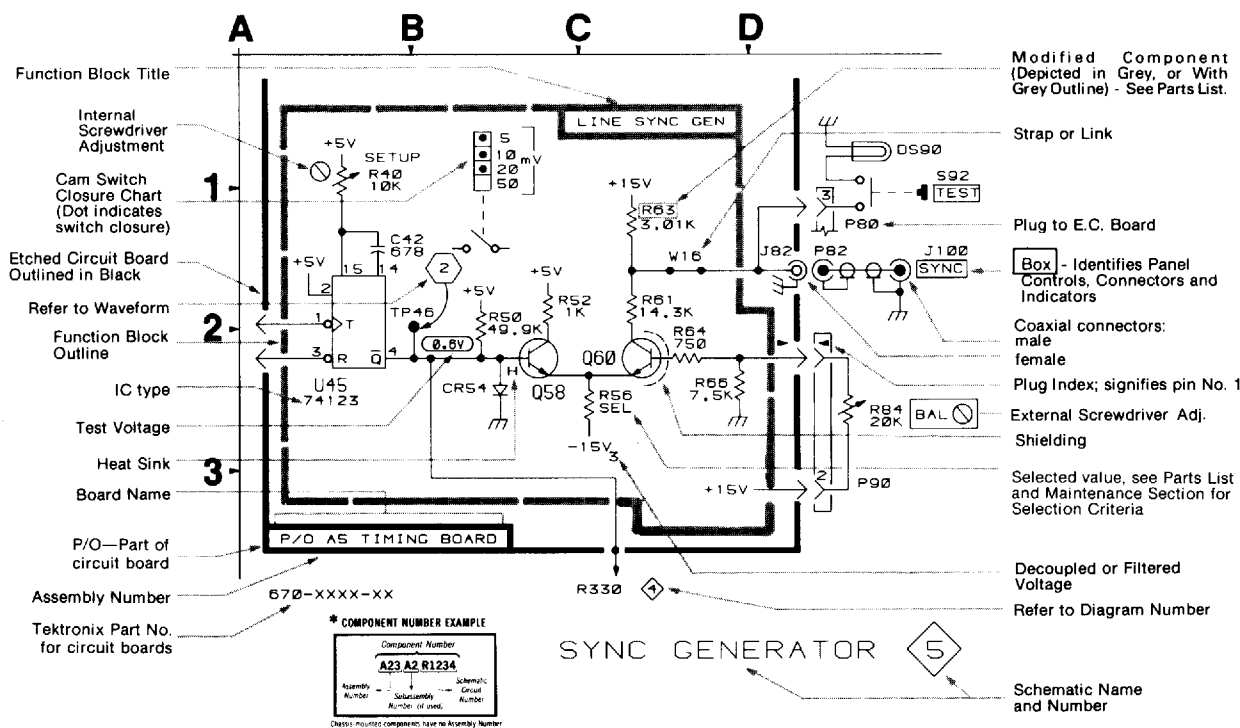 A B C D
Function Block Title
Internal
Screwdriver
Adjustment
Cam Switch
Closure Chart
(Dot indicates
switch closure)
Etched Circuit Board
Outlined in Black
Refer to Waveform
Function Block
Outline
IC type
Test Voltage
Heat Sink
Board Name
P/O—Part of
circuit board
Assembly Number
Tektronix Part No.
for circuit boards
1
2
3
LINE SYNC GEN
+5V
SETUP
R40
10K
5
10
20
50
mV
C42
678
+5V
15 14
2
1
T
3
R
Q
4
U45
74123
2
TP46
0.6V
+5V
R50
49.9K
CR54
H
+5V
R52
1K
Q58
Q60
R56
SEL
-15V
3
+15V
R63
3.01K
W16
R61
14.3K
R64
750
R66
7.5K
+15V
DS90
S92
TEST
3
P80
J82
P82
J100
SYNC
R84
20K
BAL
2
P90
P/O A5 TIMING BOARD
670-XXXX-XX
R330
4
SYNC GENERATOR
5
* COMPONENT NUMBER EXAMPLE
Component Number
A23 A2 R1234
Assembly
Number
Subassembly
Number (if used)
Schematic
Circuit
Number
Chassis-mounted components have no Assembly Number
Modified Component
(Depicted in Grey, or With
Grey Outline) - See Parts List.
Strap or Link
Plug to E.C. Board
Box - Identifies Panel
Controls, Connectors and
Indicators
Coaxial connectors:
male
female
Plug Index; signifies pin No. 1
External Screwdriver Adj.
Shielding
Selected value, see Parts List
and Maintenance Section for
Selection Criteria
Decoupled or Filtered
Voltage
Refer to Diagram Number
Schematic Name
and Number